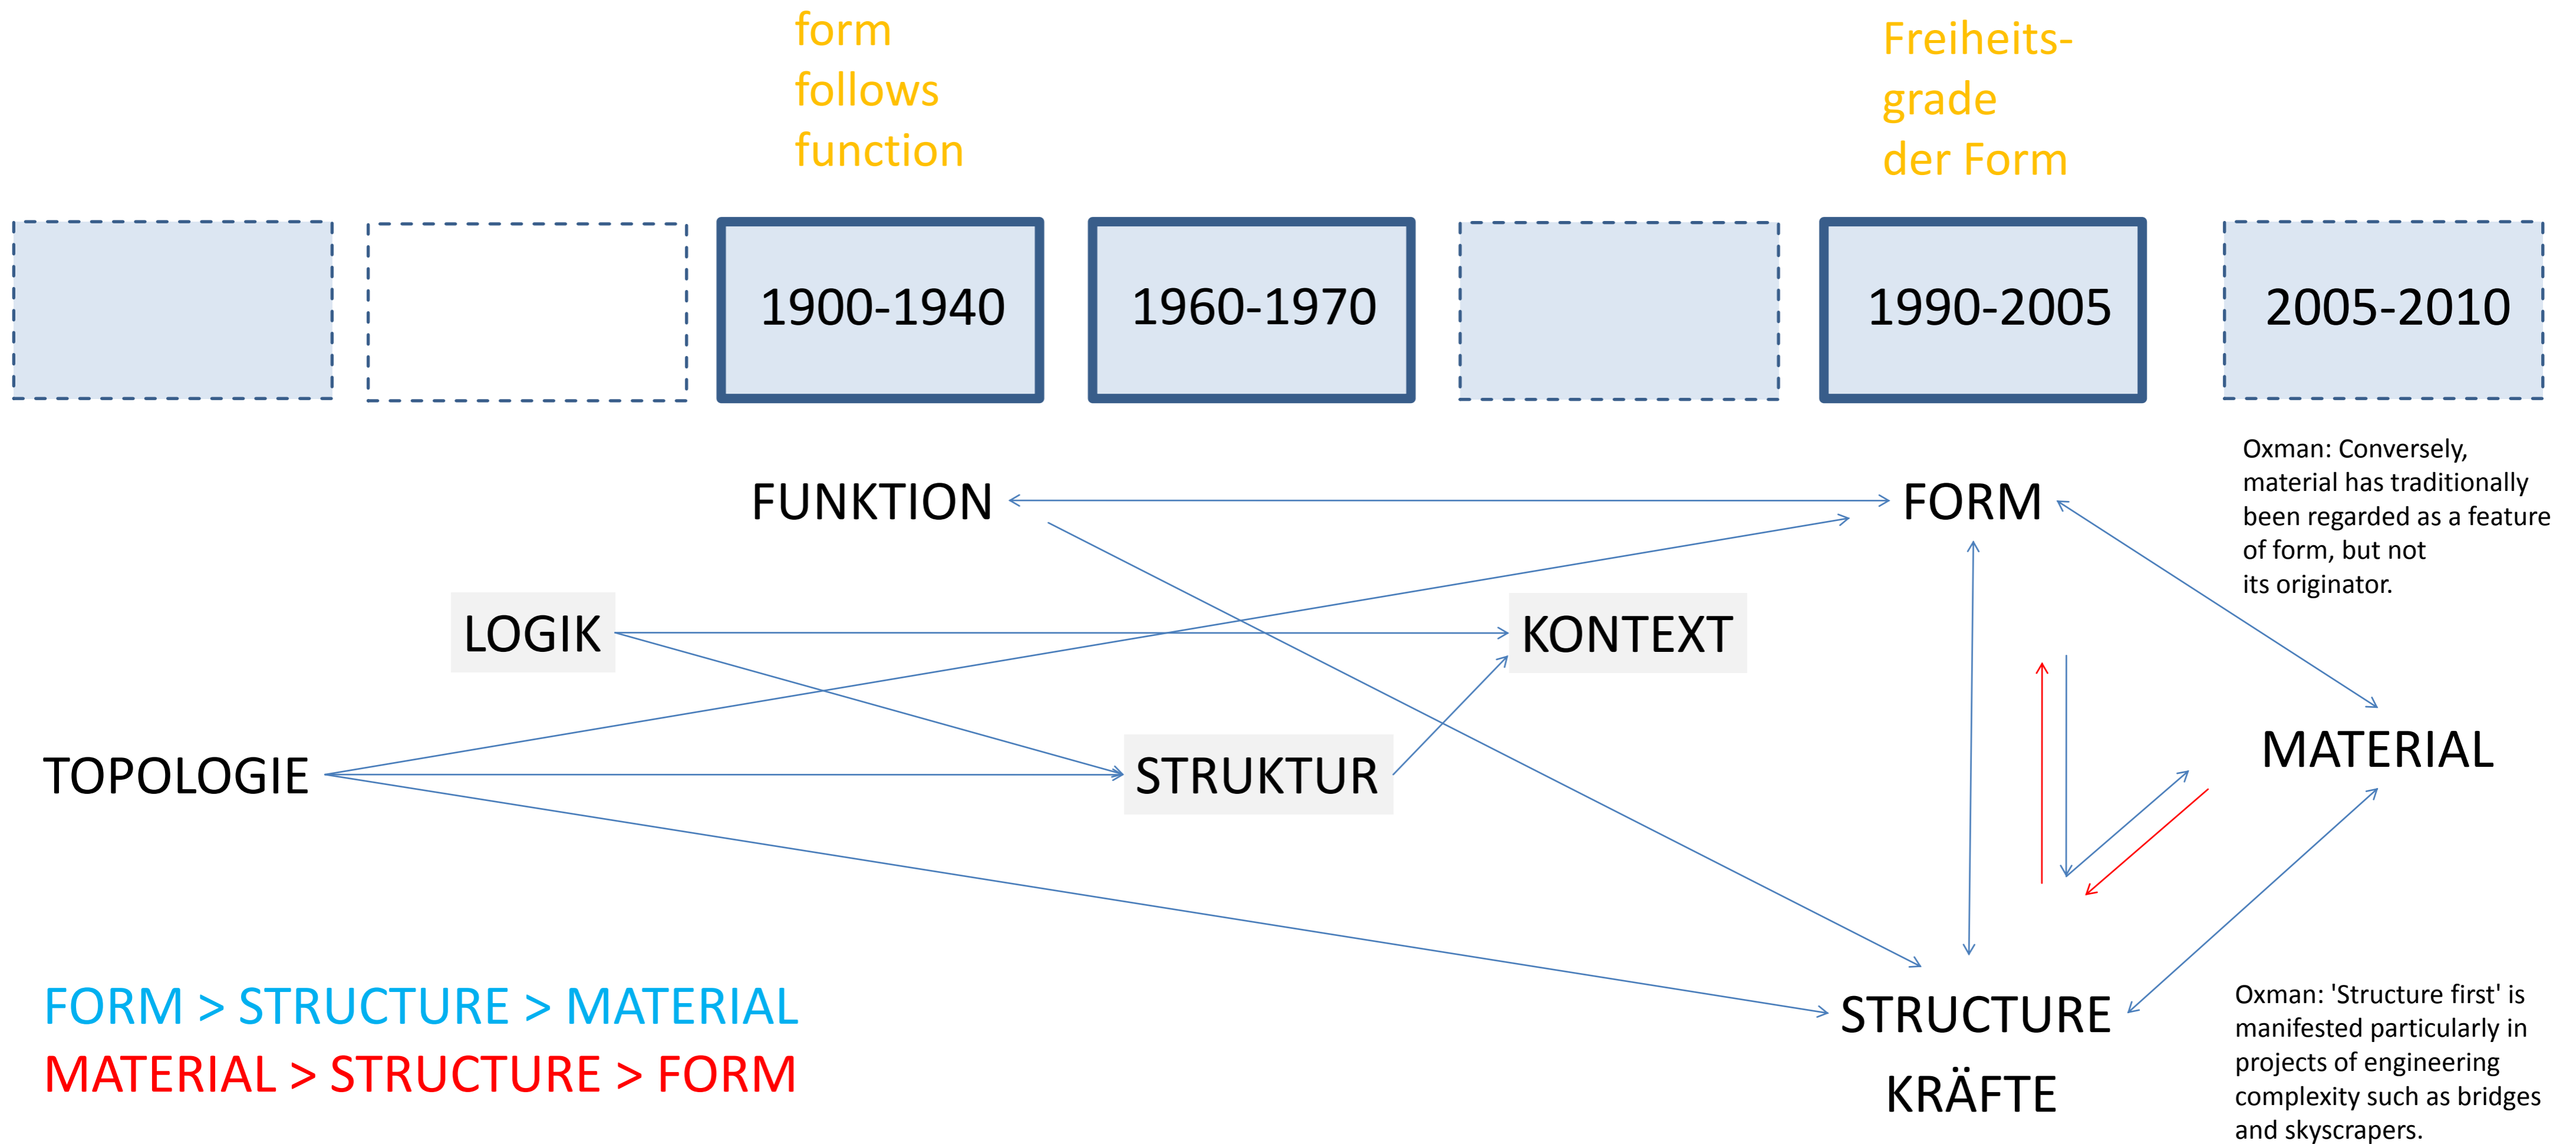 form
follows
function
Freiheits-
grade
der Form
1900-1940
1960-1970
1990-2005
2005-2010
Oxman: Conversely,
material has traditionally
been regarded as a feature
of form, but not
its originator.
FUNKTION
FORM
LOGIK
KONTEXT
TOPOLOGIE
STRUKTUR
MATERIAL
FORM > STRUCTURE > MATERIAL
MATERIAL > STRUCTURE > FORM
STRUCTURE
KRÄFTE
Oxman: 'Structure first' is
manifested particularly in
projects of engineering
complexity such as bridges
and skyscrapers.